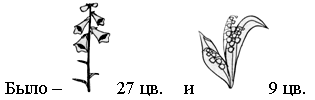 Было – 27 цв. и 9 цв.